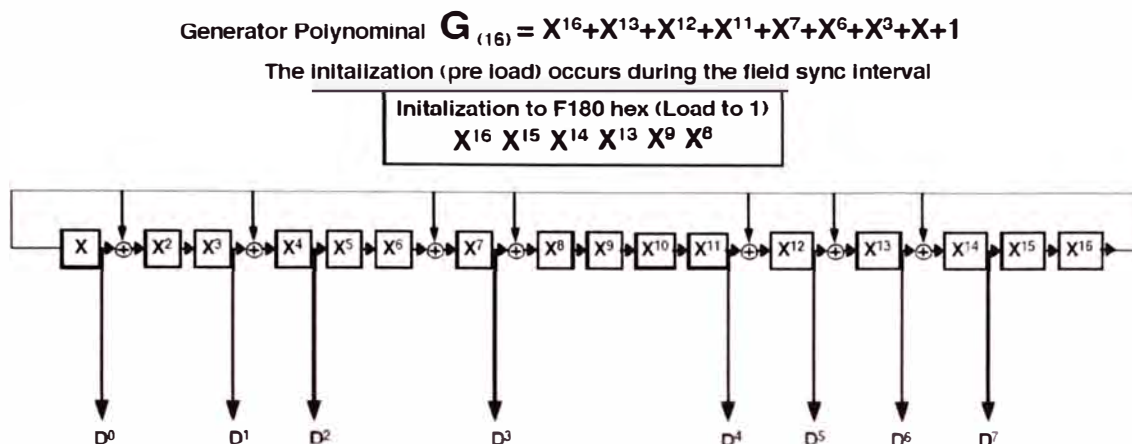 Generator Polynominal G (16) = X¹⁶+X¹³+X¹²+X¹¹+X⁷+X⁶+X³+X+1
The initalization (pre load) occurs during the field sync interval
Initalization to F180 hex (Load to 1)
X¹⁶ X¹⁵ X¹⁴ X¹³ X⁹ X⁸
X X² X³ X⁴ X⁵ X⁶ X⁷ X⁸ X⁹ X¹⁰ X¹¹ X¹² X¹³ X¹⁴ X¹⁵ X¹⁶
D⁰ D¹ D² D³ D⁴ D⁵ D⁶ D⁷